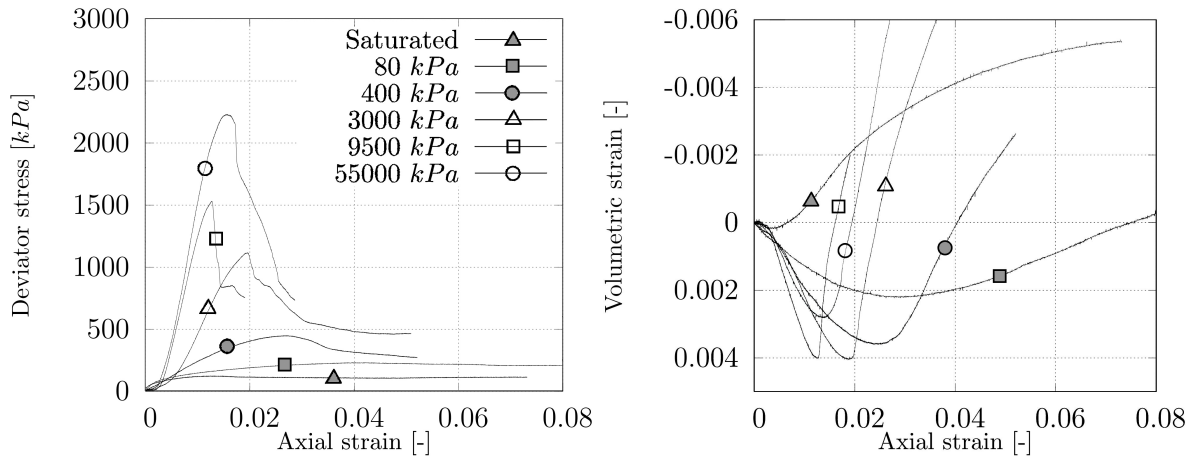 3000
2500
2000
1500
1000
500
0
0
0.02
0.04
0.06
0.08
Deviator stress [kPa]
Axial strain [-]
Saturated
80 kPa
400 kPa
3000 kPa
9500 kPa
55000 kPa
-0.006
-0.004
-0.002
0
0.002
0.004
0
0.02
0.04
0.06
0.08
Volumetric strain [-]
Axial strain [-]